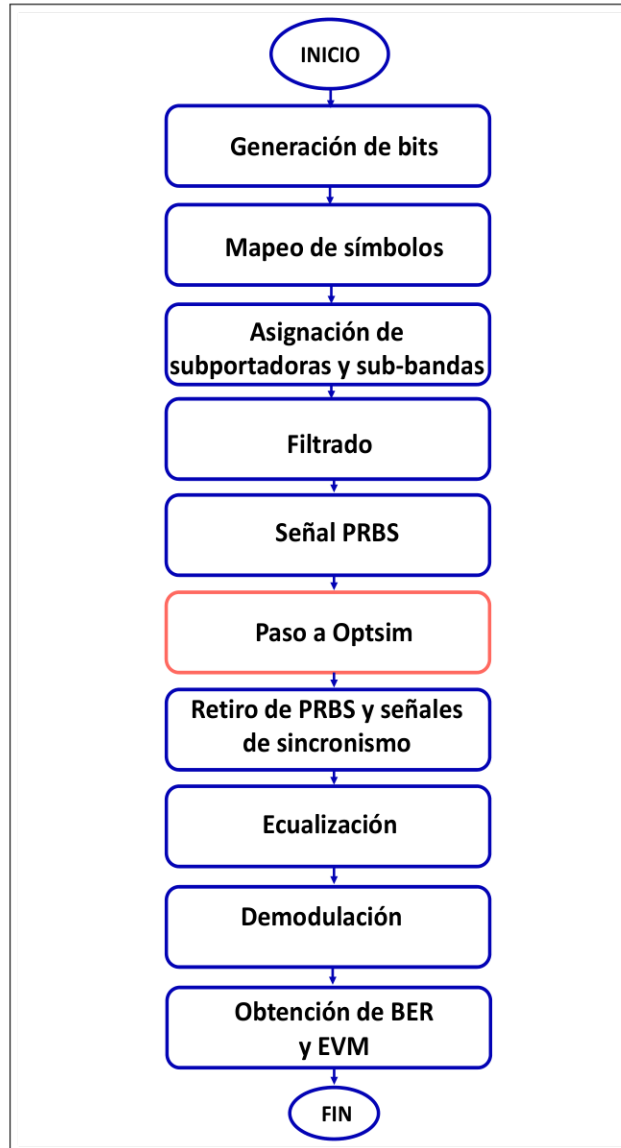 INICIO
Generación de bits
Mapeo de símbolos
Asignación de
subportadoras y sub-bandas
Filtrado
Señal PRBS
Paso a Optsim
Retiro de PRBS y señales
de sincronismo
Ecualización
Demodulación
Obtención de BER
y EVM
FIN